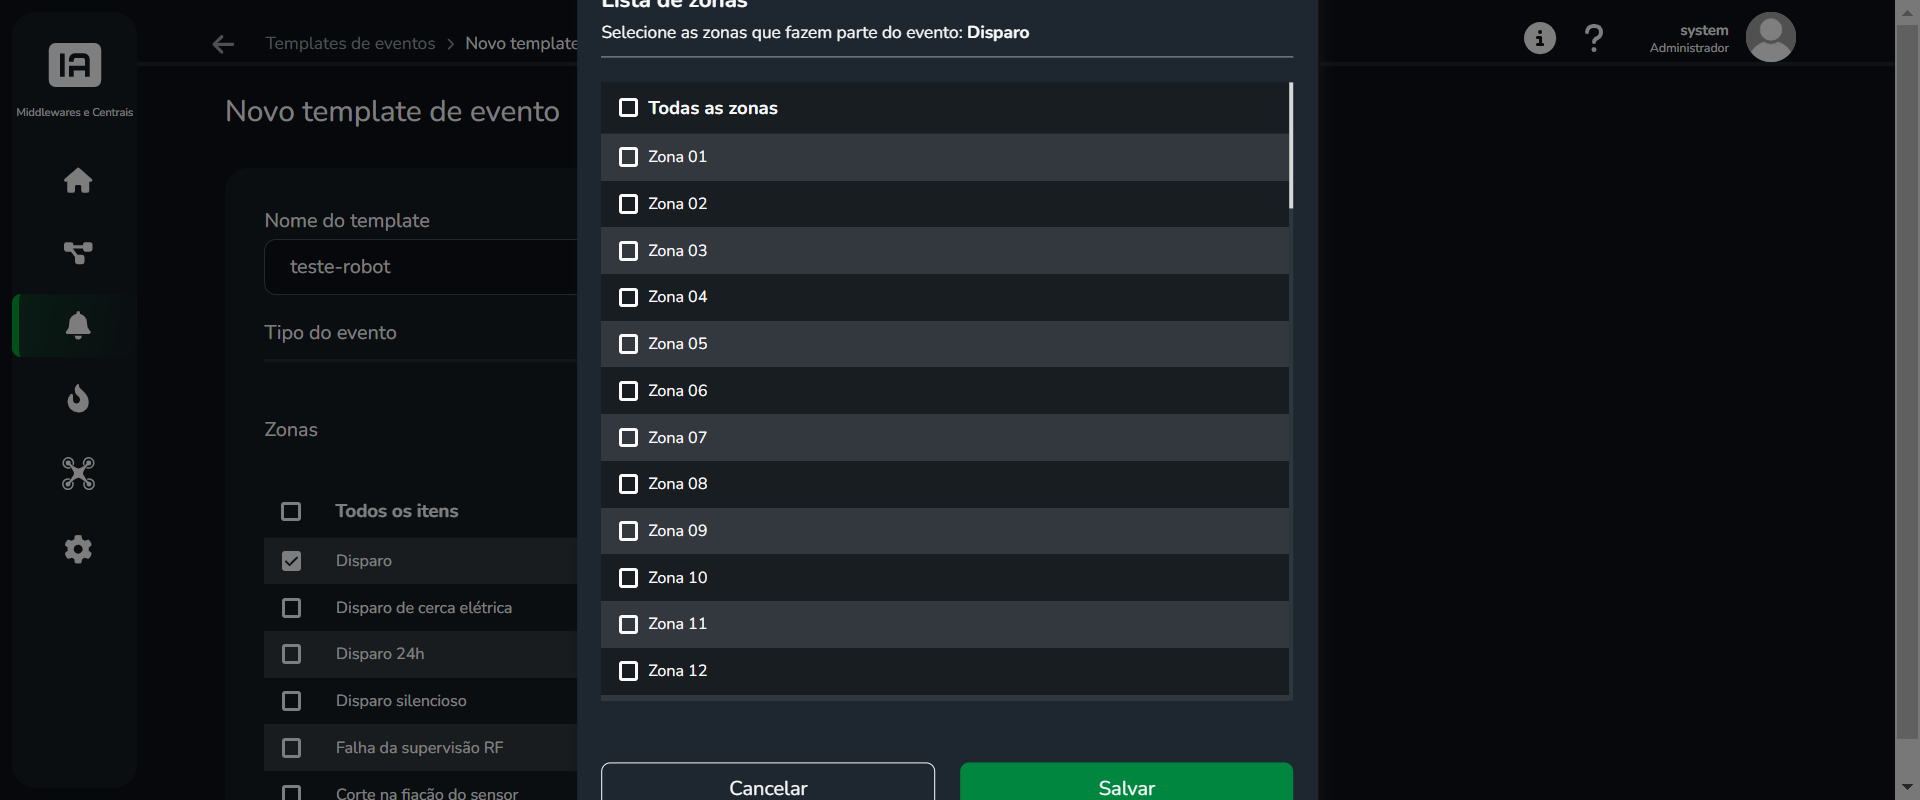 Lista de zonas
Selecione as zonas que fazem parte do evento: Disparo
IA
Middlewares e Centrais
Templates de eventos > Novo template
system
Administrador
Novo template de evento
Nome do template
teste-robot
Tipo do evento
Zonas
Todos os itens
Disparo
Disparo de cerca elétrica
Disparo 24h
Disparo silencioso
Falha da supervisão RF
Corte na fiação do sensor
Todas as zonas
Zona 01
Zona 02
Zona 03
Zona 04
Zona 05
Zona 06
Zona 07
Zona 08
Zona 09
Zona 10
Zona 11
Zona 12
Cancelar
Salvar